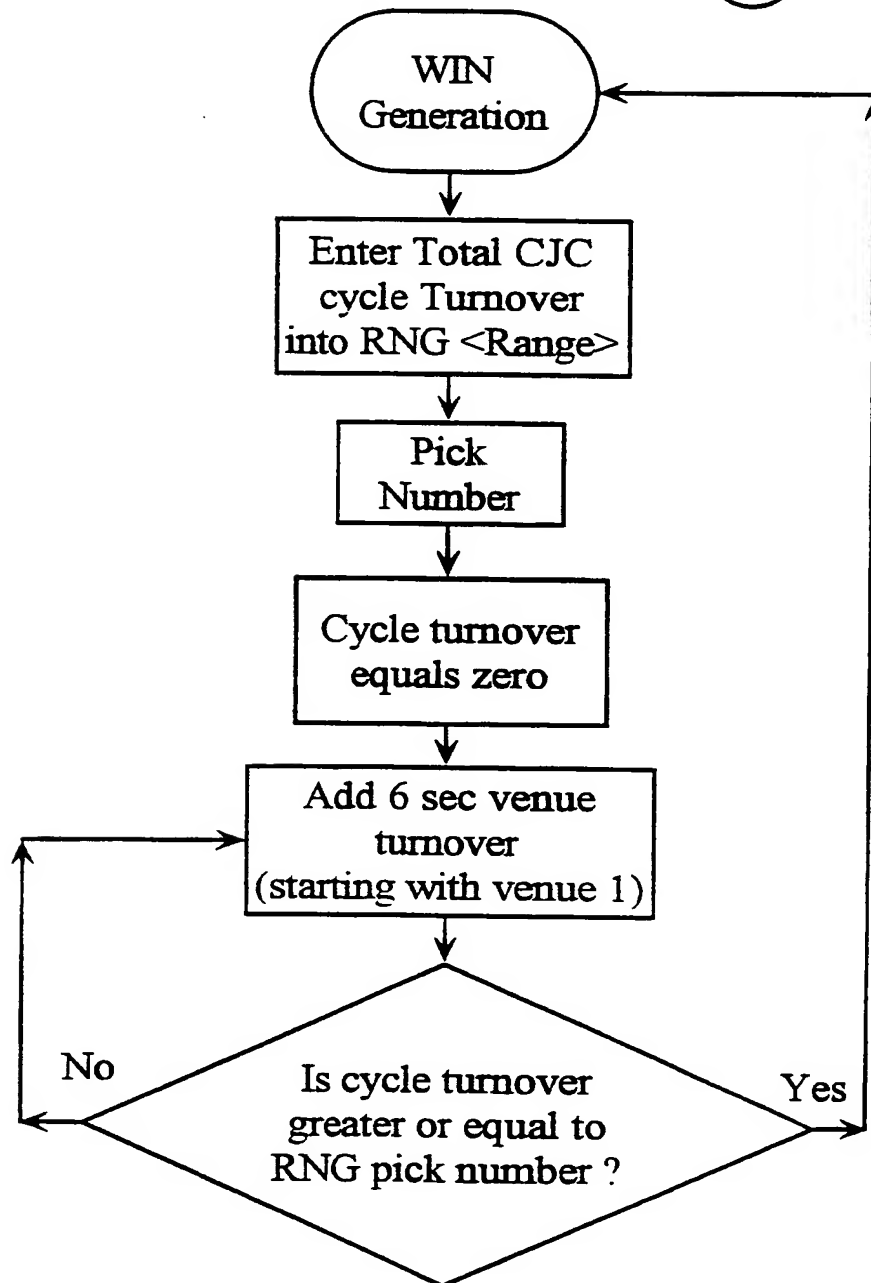 WIN
Generation
Enter Total CJC
cycle Turnover
into RNG <Range>
Pick
Number
Cycle turnover
equals zero
Add 6 sec venue
turnover
(starting with venue 1)
No
Is cycle turnover
greater or equal to
RNG pick number ?
Yes